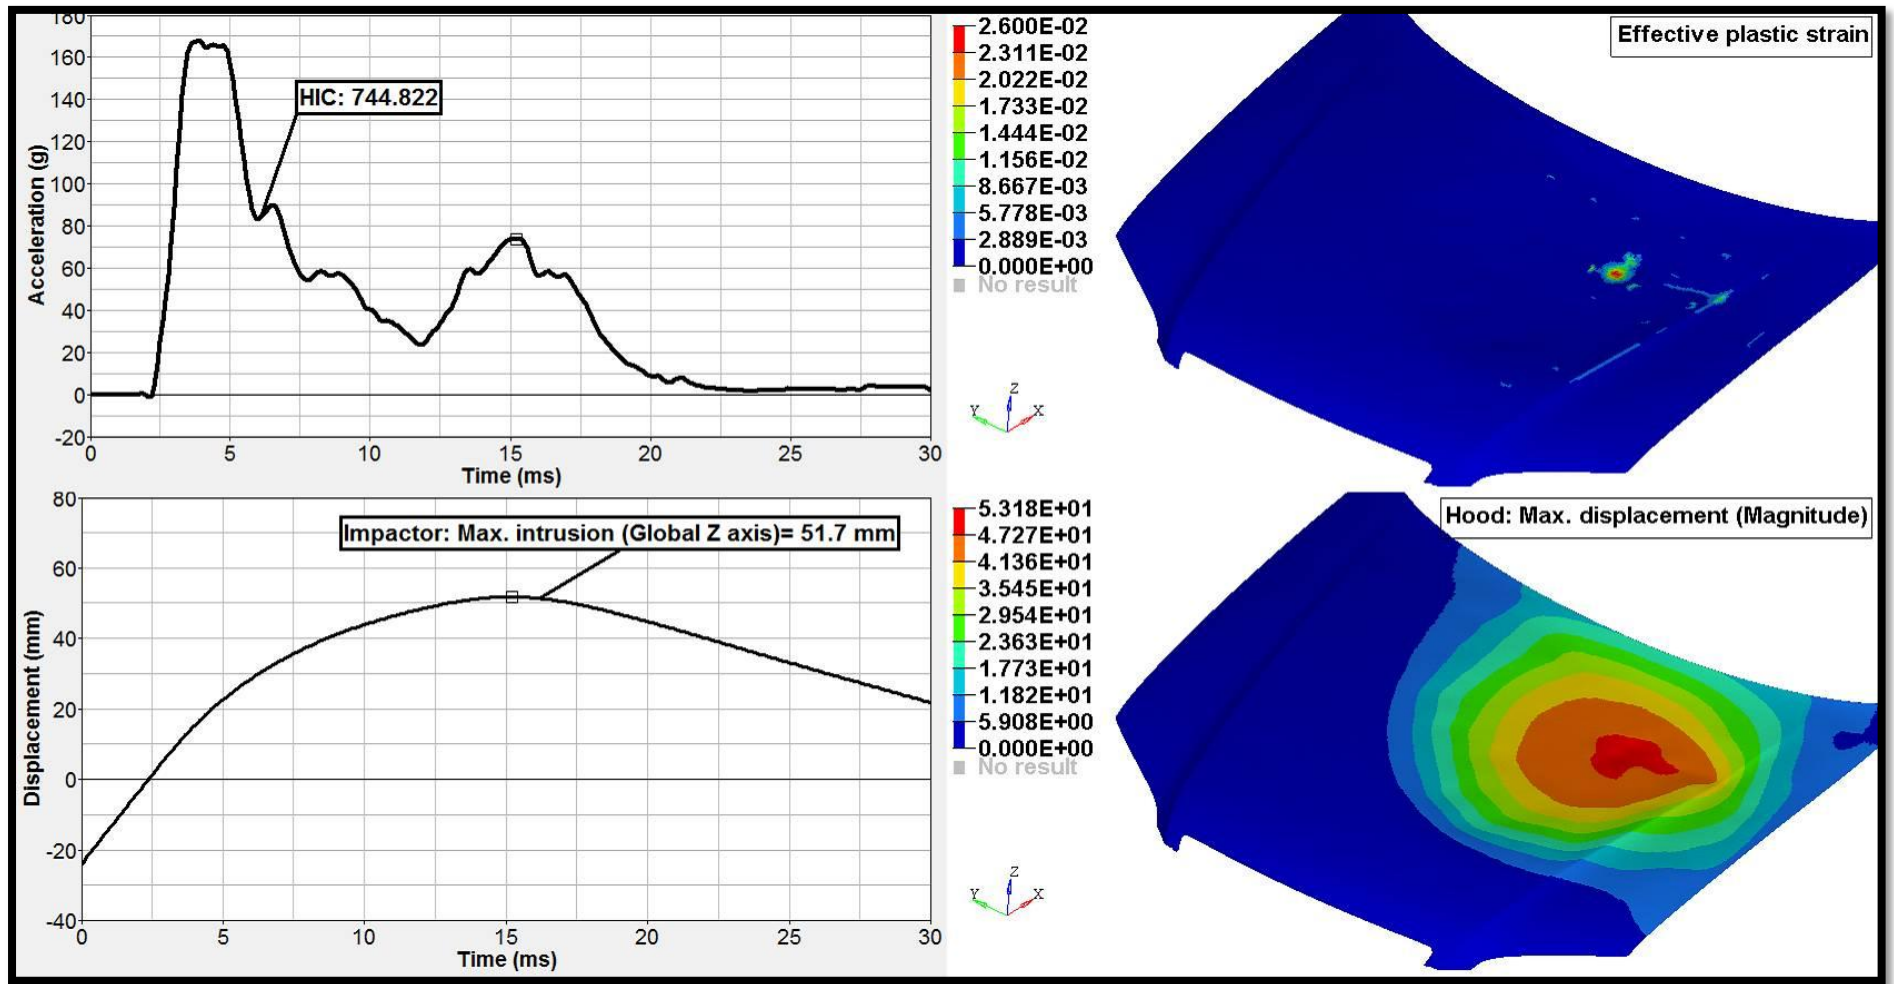 180
160
140
120
100
80
60
40
20
0
-20
Acceleration (g)
HIC: 744.822
0 5 10 15 20 25 30
Time (ms)
2.600E-02
2.311E-02
2.022E-02
1.733E-02
1.444E-02
1.156E-02
8.667E-03
5.778E-03
2.889E-03
0.000E+00
No result
Effective plastic strain
Z
Y X
80
60
40
20
0
-20
-40
Displacement (mm)
Impactor: Max. intrusion (Global Z axis)= 51.7 mm
0 5 10 15 20 25 30
Time (ms)
5.318E+01
4.727E+01
4.136E+01
3.545E+01
2.954E+01
2.363E+01
1.773E+01
1.182E+01
5.908E+00
0.000E+00
No result
Hood: Max. displacement (Magnitude)
Z
Y X